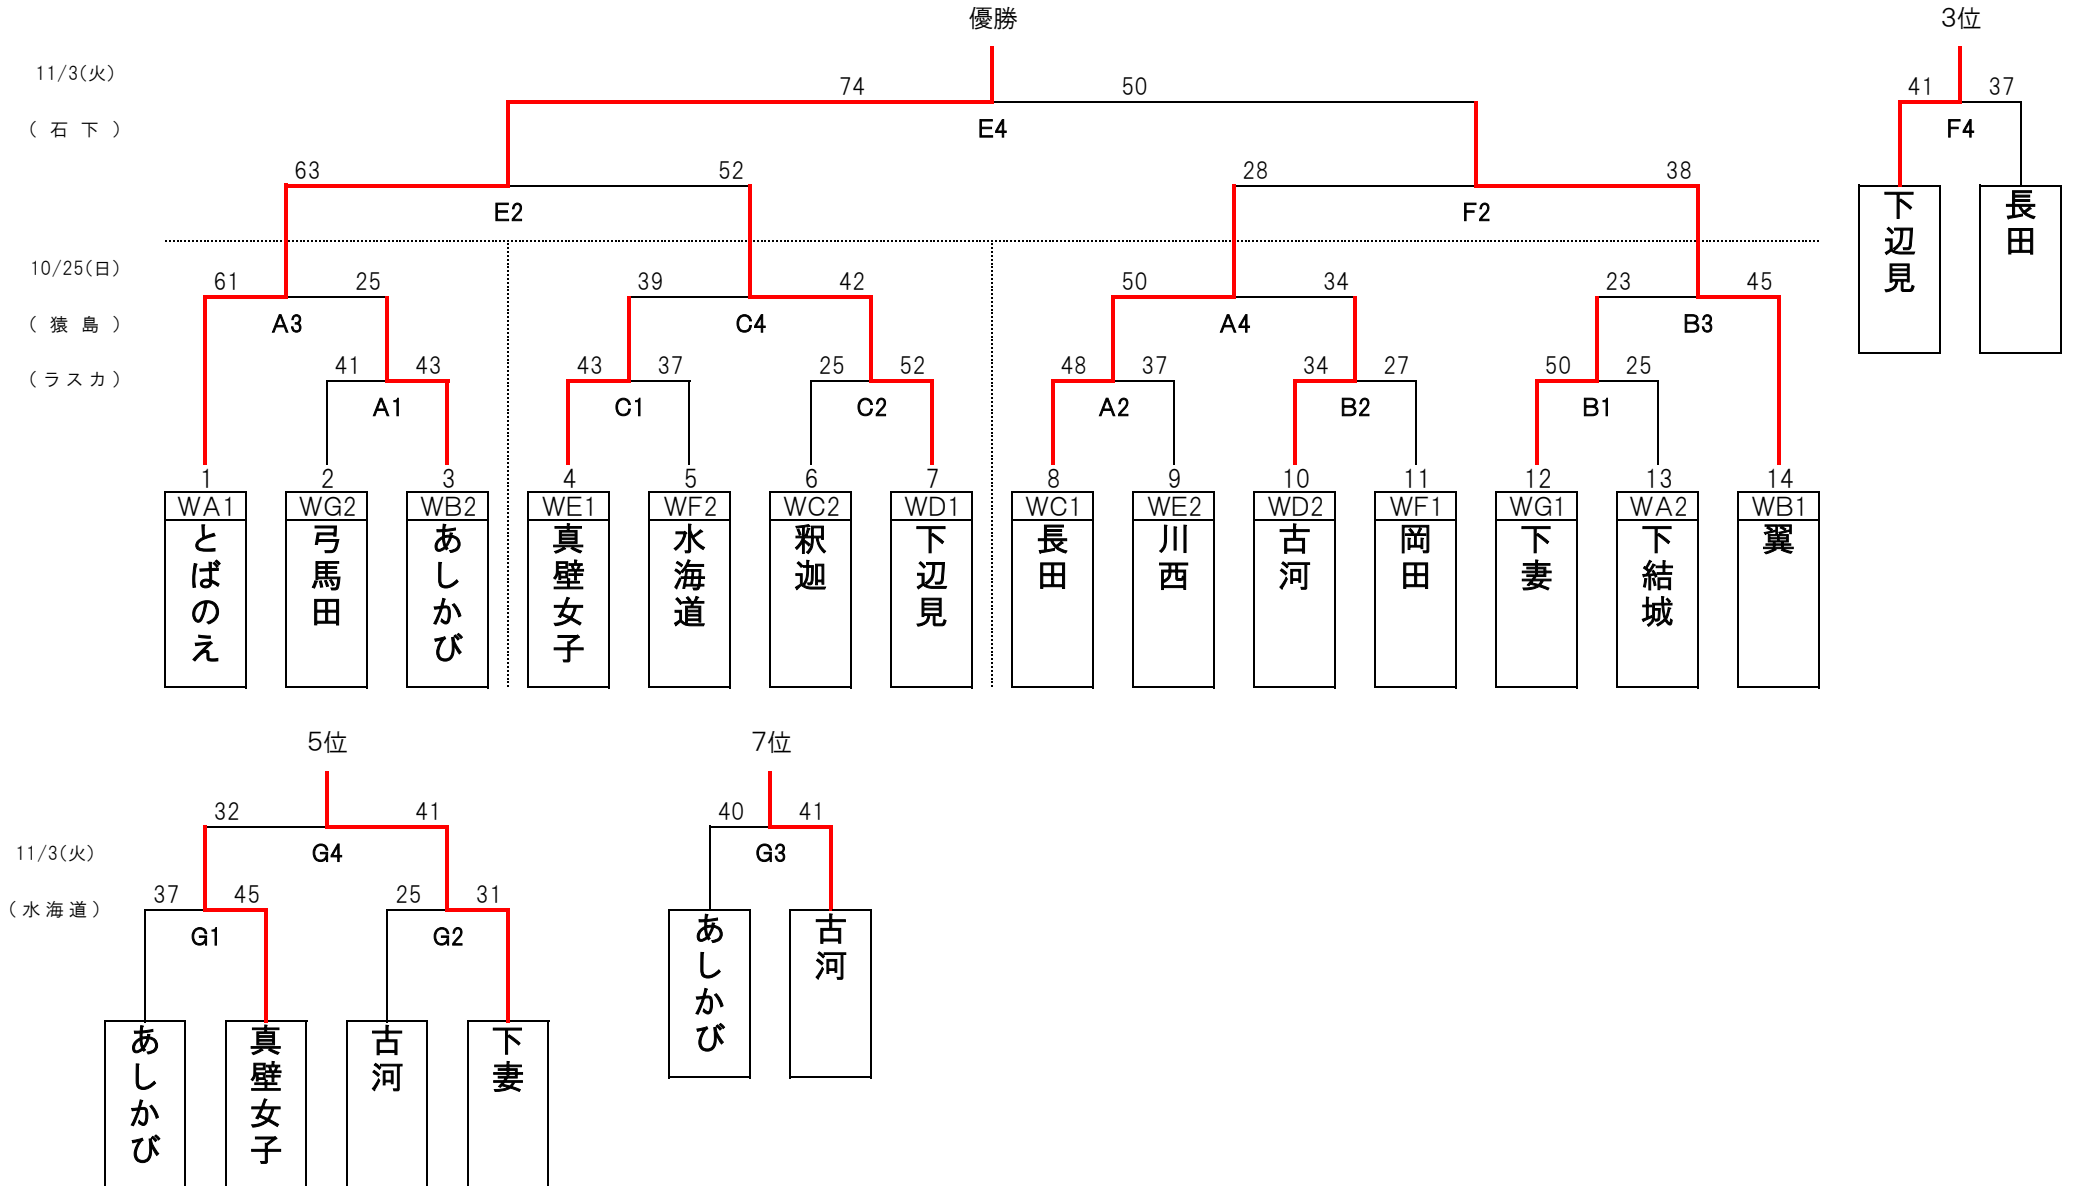 優勝
3位
11/3(火)
74 50
41 37
(石下)
E4
F4
63 52 28 38
E2 F2
下辺見 長田
10/25(日)
61 25 39 42 50 34 23 45
(猿島)
A3 C4 A4 B3
(ラスカ)
41 43 43 37 25 52 48 37 34 27 50 25
A1 C1 C2 A2 B2 B1
1 2 3 4 5 6 7 8 9 10 11 12 13 14
WA1 WG2 WB2 WE1 WF2 WC2 WD1 WC1 WE2 WD2 WF1 WG1 WA2 WB1
とばのえ 弓馬田 あしかび 真壁女子 水海道 釈迦 下辺見 長田 川西 古河 岡田 下妻 下結城 翼
5位 7位
32 41 40 41
11/3(火)
G4 G3
37 45 25 31
(水海道)
G1 G2
あしかび 古河
あしかび 真壁女子 古河 下妻